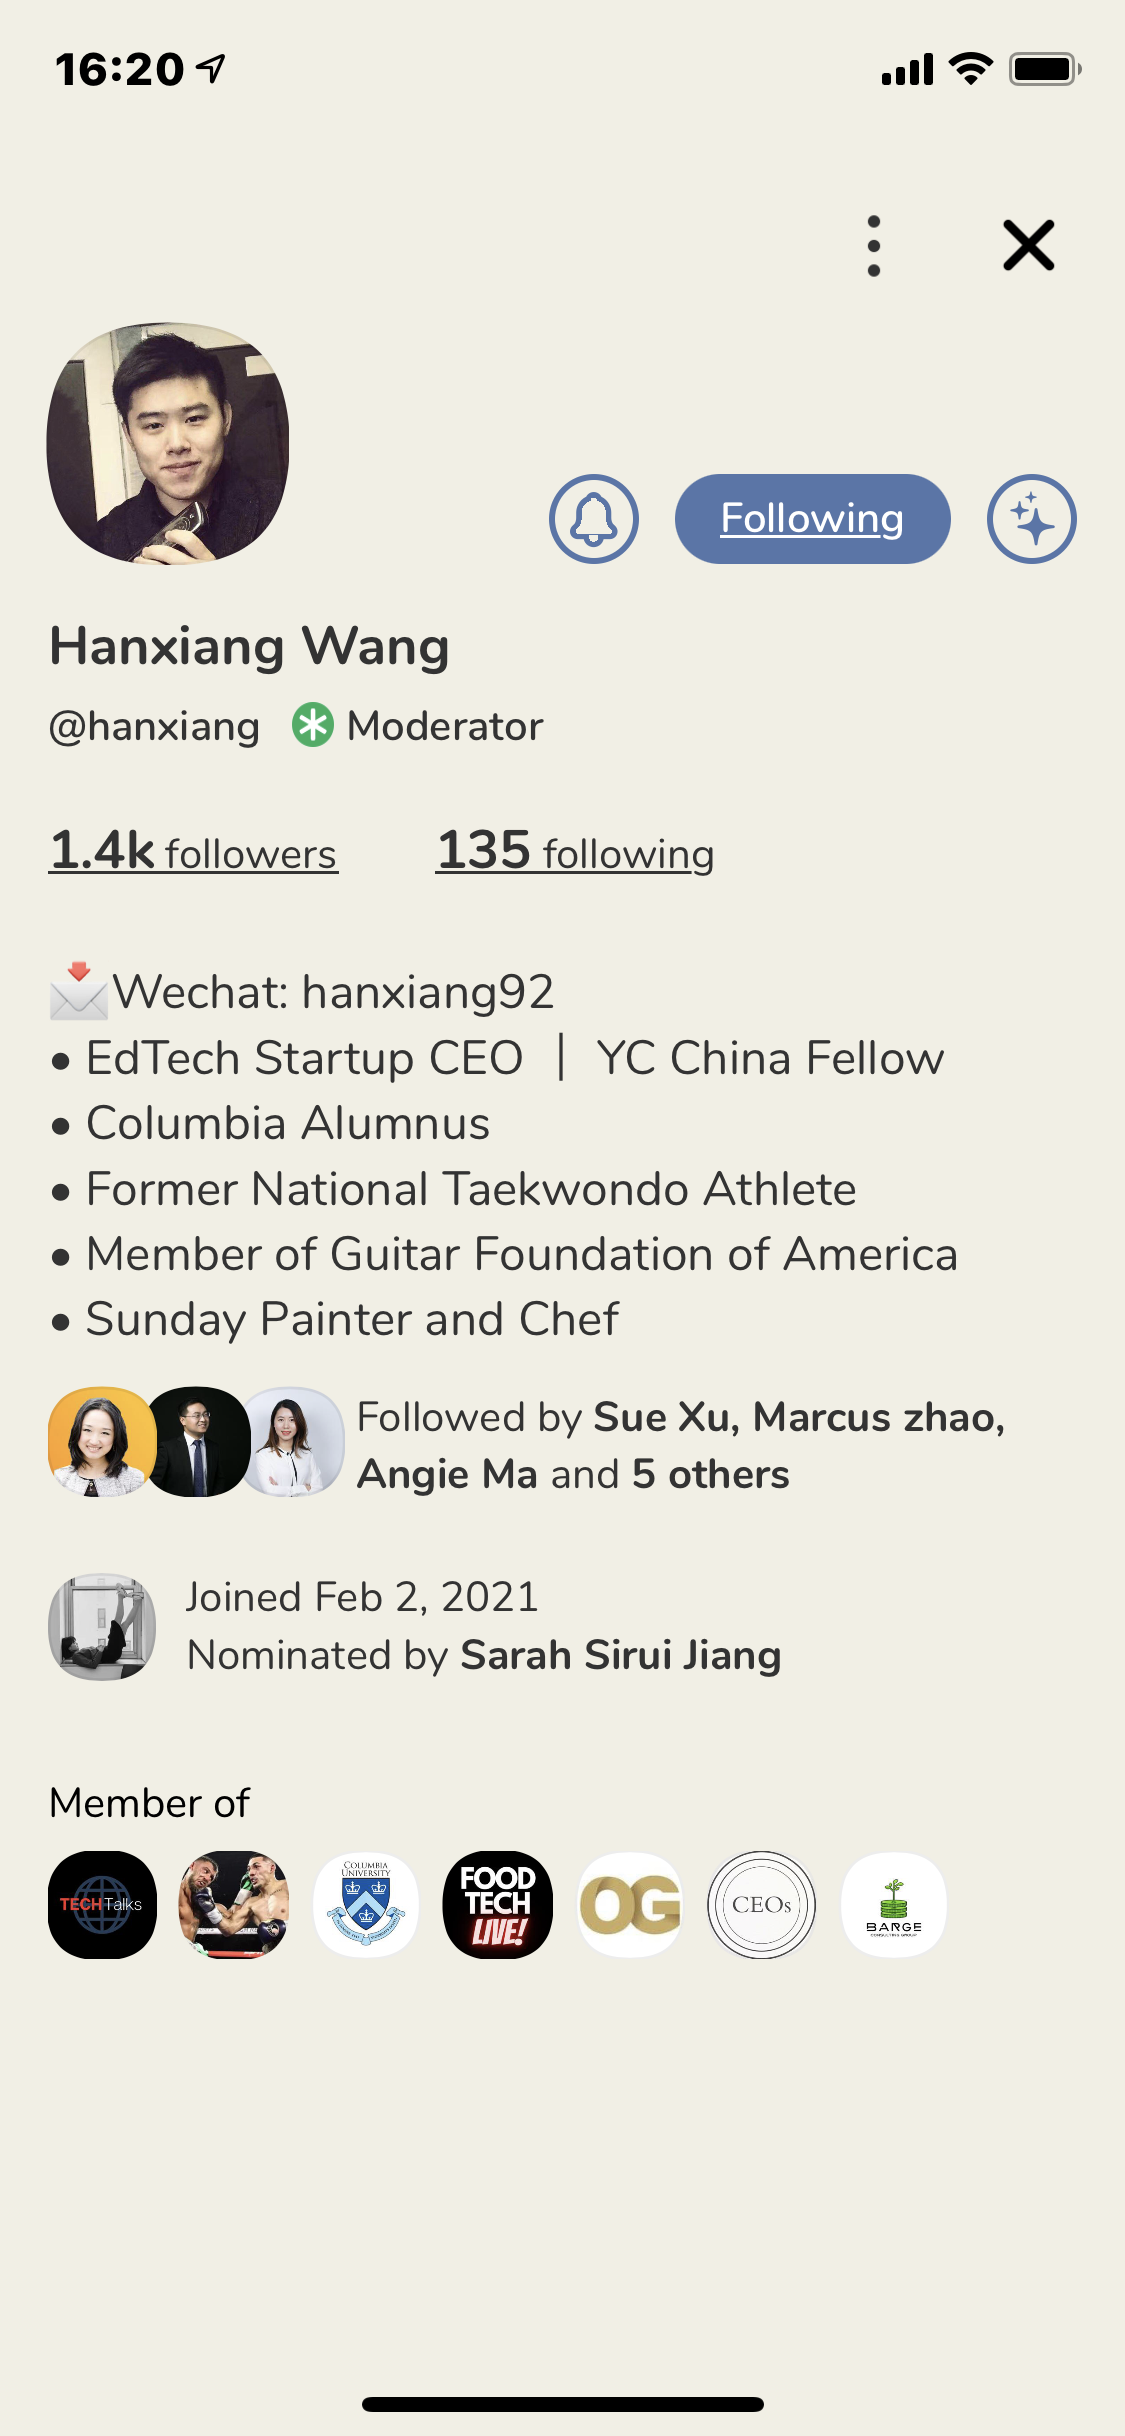 16:20
Following
Hanxiang Wang
@hanxiang Moderator
1.4k followers 135 following
📩Wechat: hanxiang92
• EdTech Startup CEO ｜ YC China Fellow
• Columbia Alumnus
• Former National Taekwondo Athlete
• Member of Guitar Foundation of America
• Sunday Painter and Chef
Followed by Sue Xu, Marcus zhao,
Angie Ma and 5 others
Joined Feb 2, 2021
Nominated by Sarah Sirui Jiang
Member of
TECHTalks
COLUMBIA
UNIVERSITY
FOOD
TECH
LIVE!
OG
CEOs
BARGE
CONSULTING GROUP